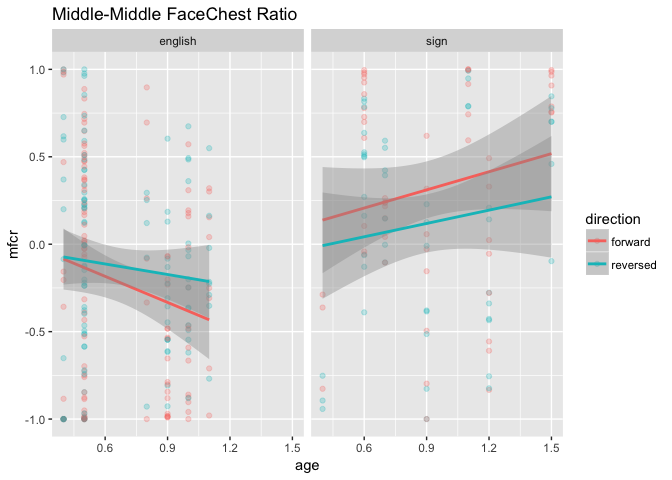 Middle-Middle FaceChest Ratio
english
sign
1.0
0.5
0.0
-0.5
-1.0
mfcr
0.6 0.9 1.2 1.5
0.6 0.9 1.2 1.5
age
direction
forward
reversed